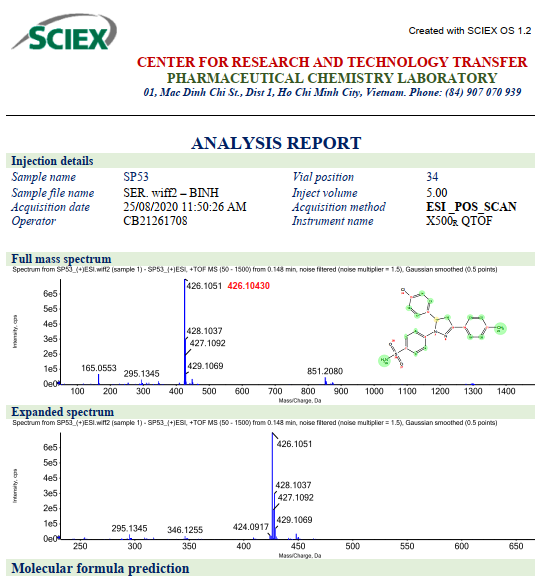 SCIEX
Created with SCIEX OS 1.2
CENTER FOR RESEARCH AND TECHNOLOGY TRANSFER
PHARMACEUTICAL CHEMISTRY LABORATORY
01, Mac Dinh Chi St., Dist 1, Ho Chi Minh City, Vietnam. Phone: (84) 907 070 939
ANALYSIS REPORT
Injection details
Sample name SP53 Vial position 34
Sample file name SER. wiff2 – BINH Inject volume 5.00
Acquisition date 25/08/2020 11:50:26 AM Acquisition method ESI_POS_SCAN
Operator CB21261708 Instrument name X500R QTOF
Full mass spectrum
Spectrum from SP53_(+)ESI.wiff2 (sample 1) - SP53_(+)ESI, +TOF MS (50 - 1500) from 0.148 min, noise filtered (noise multiplier = 1.5), Gaussian smoothed (0.5 points)
Intensity, cps
6e5
5e5
4e5
3e5
2e5
1e5
0e0
426.1051 426.10430
428.1037
427.1092
429.1069
165.0553
295.1345
851.2080
100 200 300 400 500 600 700 800 900 1000 1100 1200 1300 1400
Mass/Charge, Da
Expanded spectrum
Spectrum from SP53_(+)ESI.wiff2 (sample 1) - SP53_(+)ESI, +TOF MS (50 - 1500) from 0.148 min, noise filtered (noise multiplier = 1.5), Gaussian smoothed (0.5 points)
Intensity, cps
6e5
5e5
4e5
3e5
2e5
1e5
0e0
426.1051
428.1037
427.1092
429.1069
424.0917
295.1345
346.1255
250 300 350 400 450 500 550 600 650
Mass/Charge, Da
Molecular formula prediction